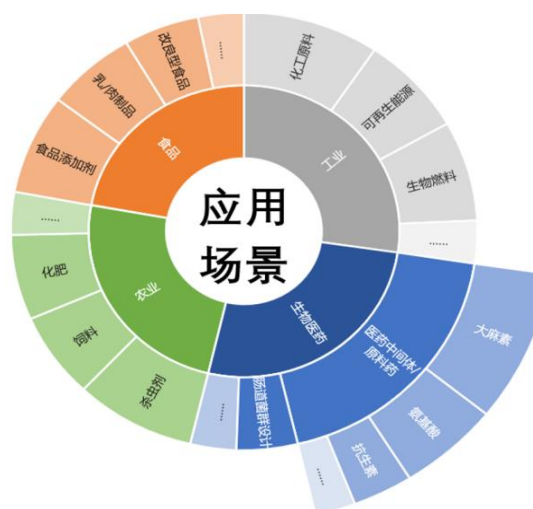 应用
场景
工业
化工原料
可再生能源
生物燃料
......
生物医药
医药中间体/
原料药
大麻素
氨基酸
抗生素
......
肠道菌群设计
......
农业
杀虫剂
饲料
化肥
......
食品
食品添加剂
乳/肉制品
改良型食品
......